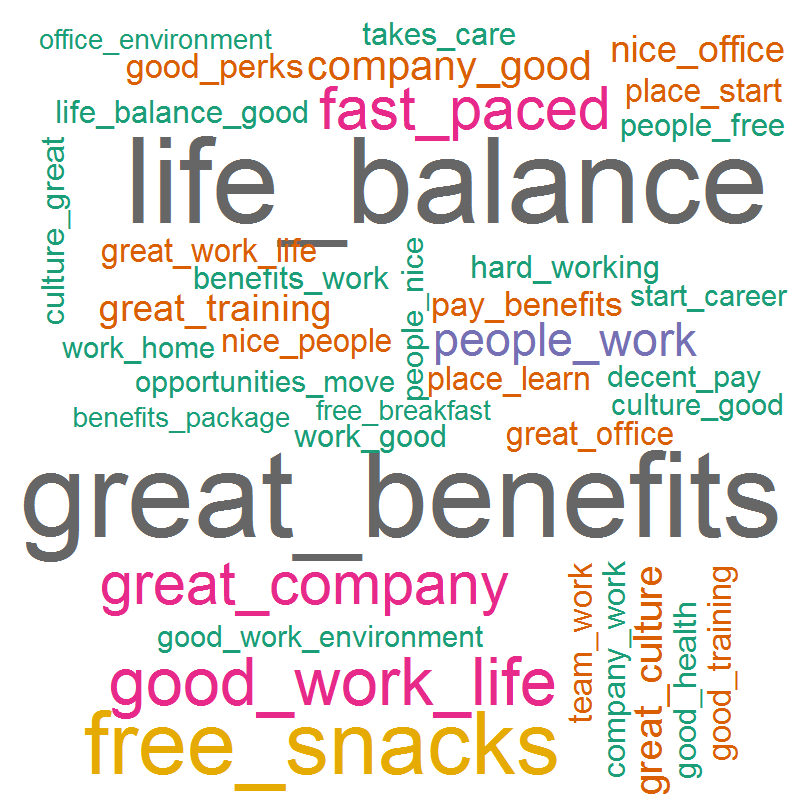 office_environment
takes_care
nice_office
good_perks
company_good
place_start
life_balance_good
fast_paced
people_free
life_balance
culture_great
great_work_life
people_nice
hard_working
benefits_work
start_career
great_training
pay_benefits
work_home
nice_people
people_work
opportunities_move
place_learn
decent_pay
benefits_package
free_breakfast
culture_good
work_good
great_office
great_benefits
great_company
team_work
company_work
great_culture
good_health
good_training
good_work_environment
good_work_life
free_snacks